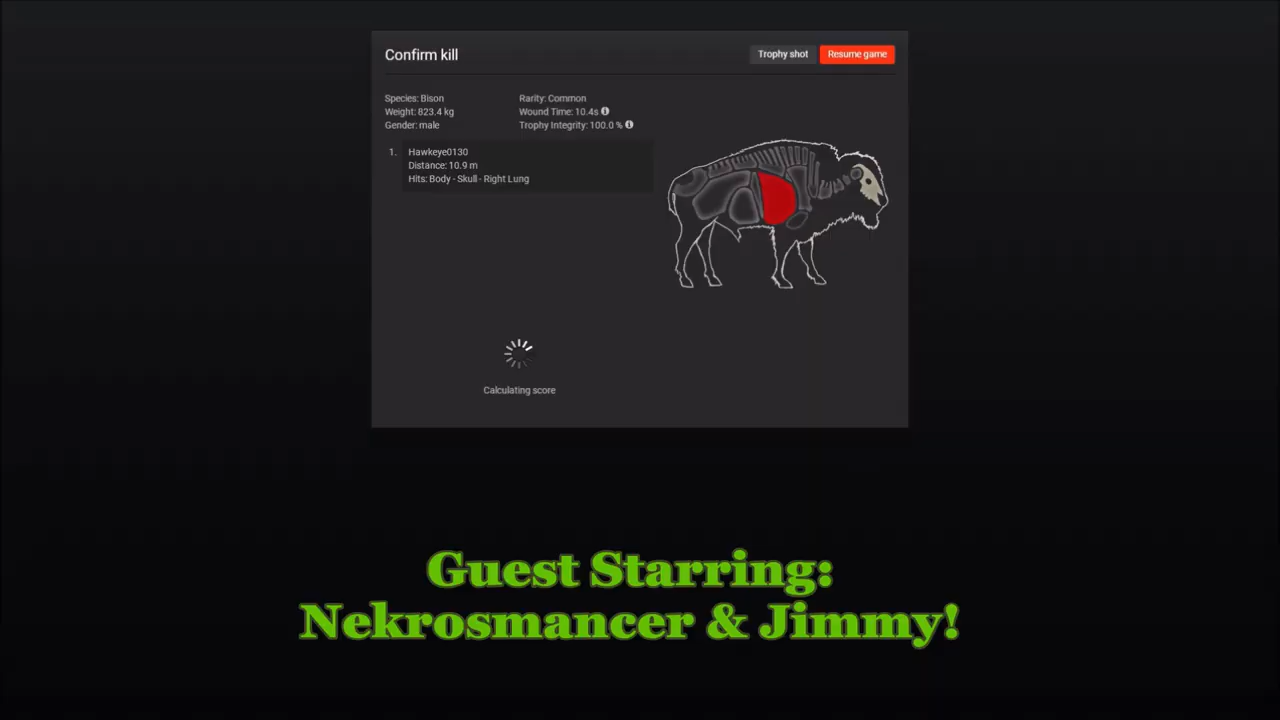 Confirm kill
Trophy shot
Resume game
Species: Bison
Rarity: Common
Weight: 823.4 kg
Wound Time: 10.4s
Gender: male
Trophy Integrity: 100.0 %
1. Hawkeye0130
Distance: 10.9 m
Hits: Body - Skull - Right Lung
Calculating score
Guest Starring:
Nekrosmancer & Jimmy!